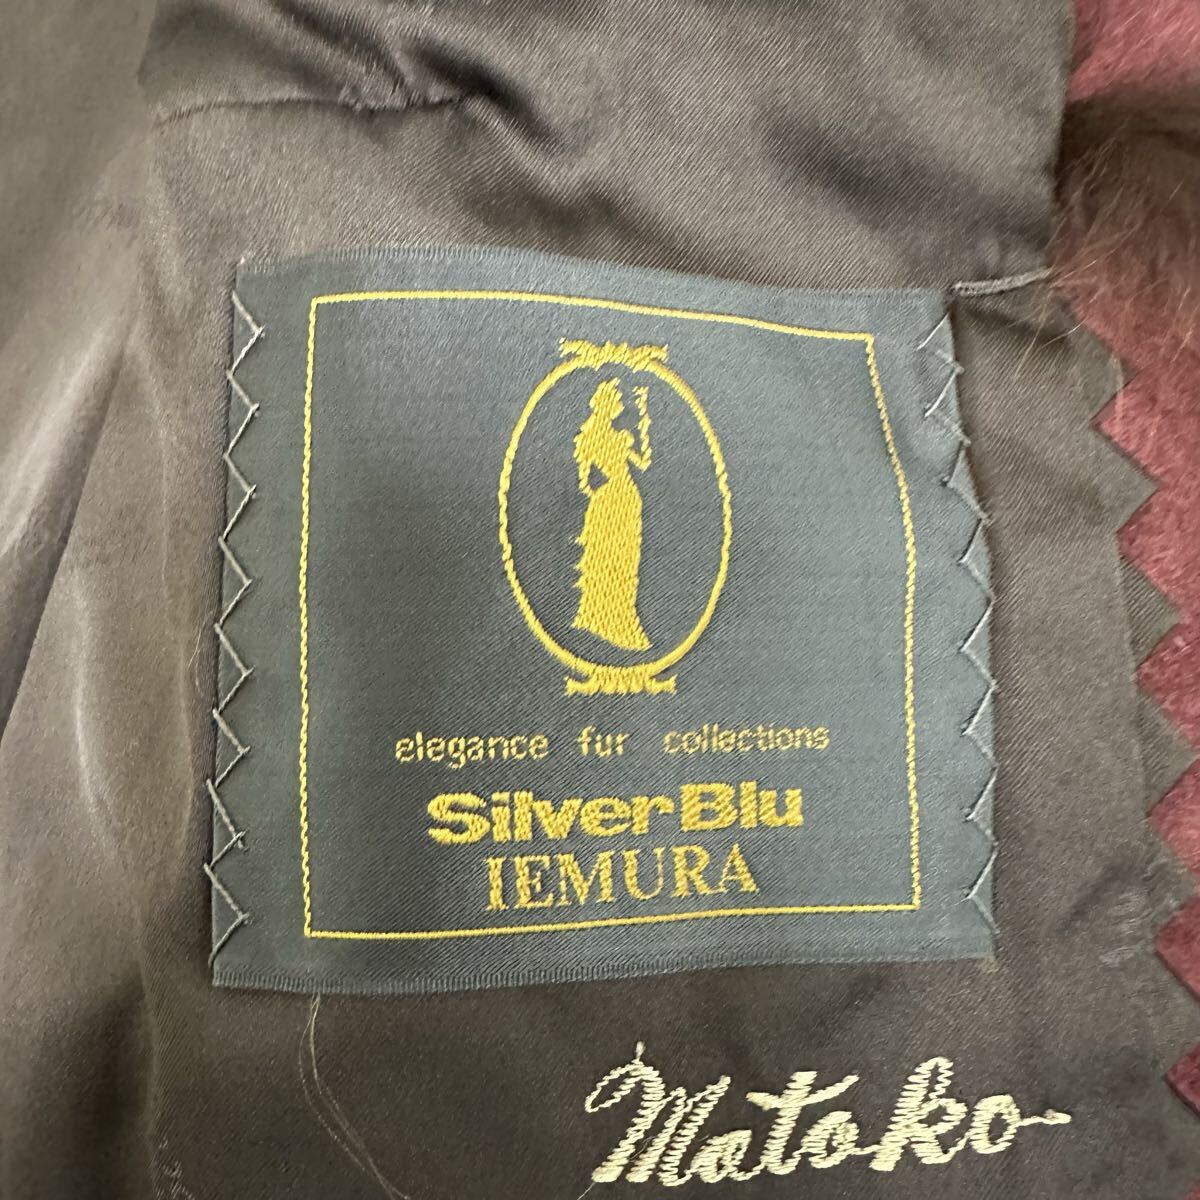 elegance fur collections
SilverBlu
IEMURA
Matoko